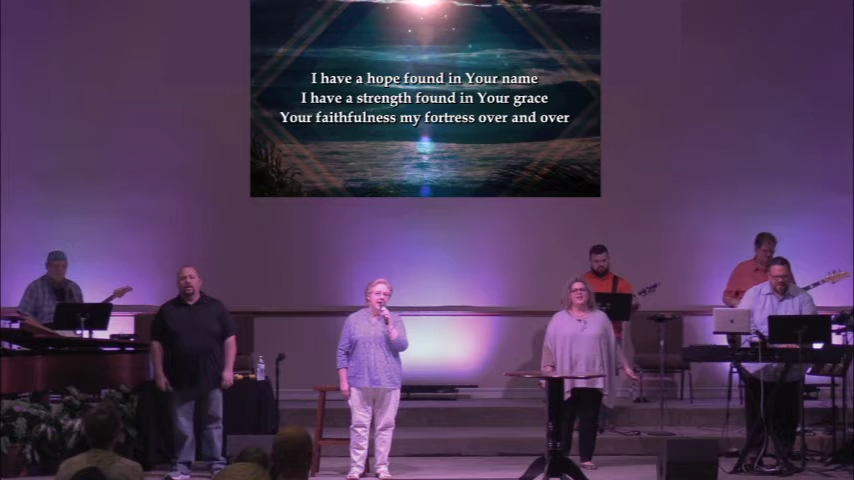 I have a hope found in Your name
I have a strength found in Your grace
Your faithfulness my fortress over and over